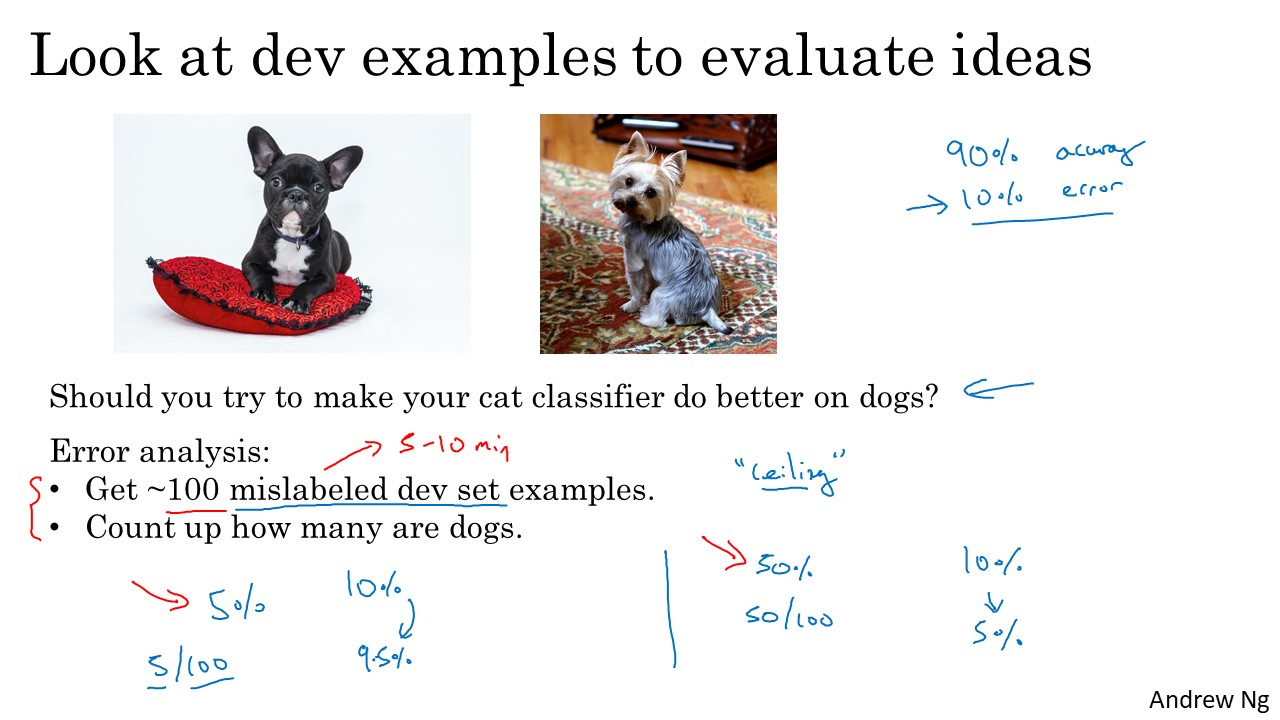 Look at dev examples to evaluate ideas
90% accuracy
→ 10% error
Should you try to make your cat classifier do better on dogs? ←
Error analysis:
→ 5-10 min
• Get ~100 mislabeled dev set examples.
"ceiling"
• Count up how many are dogs.
→ 5%
5/100
10%
9.5%
→ 50%
50/100
10%
↓
5%
Andrew Ng